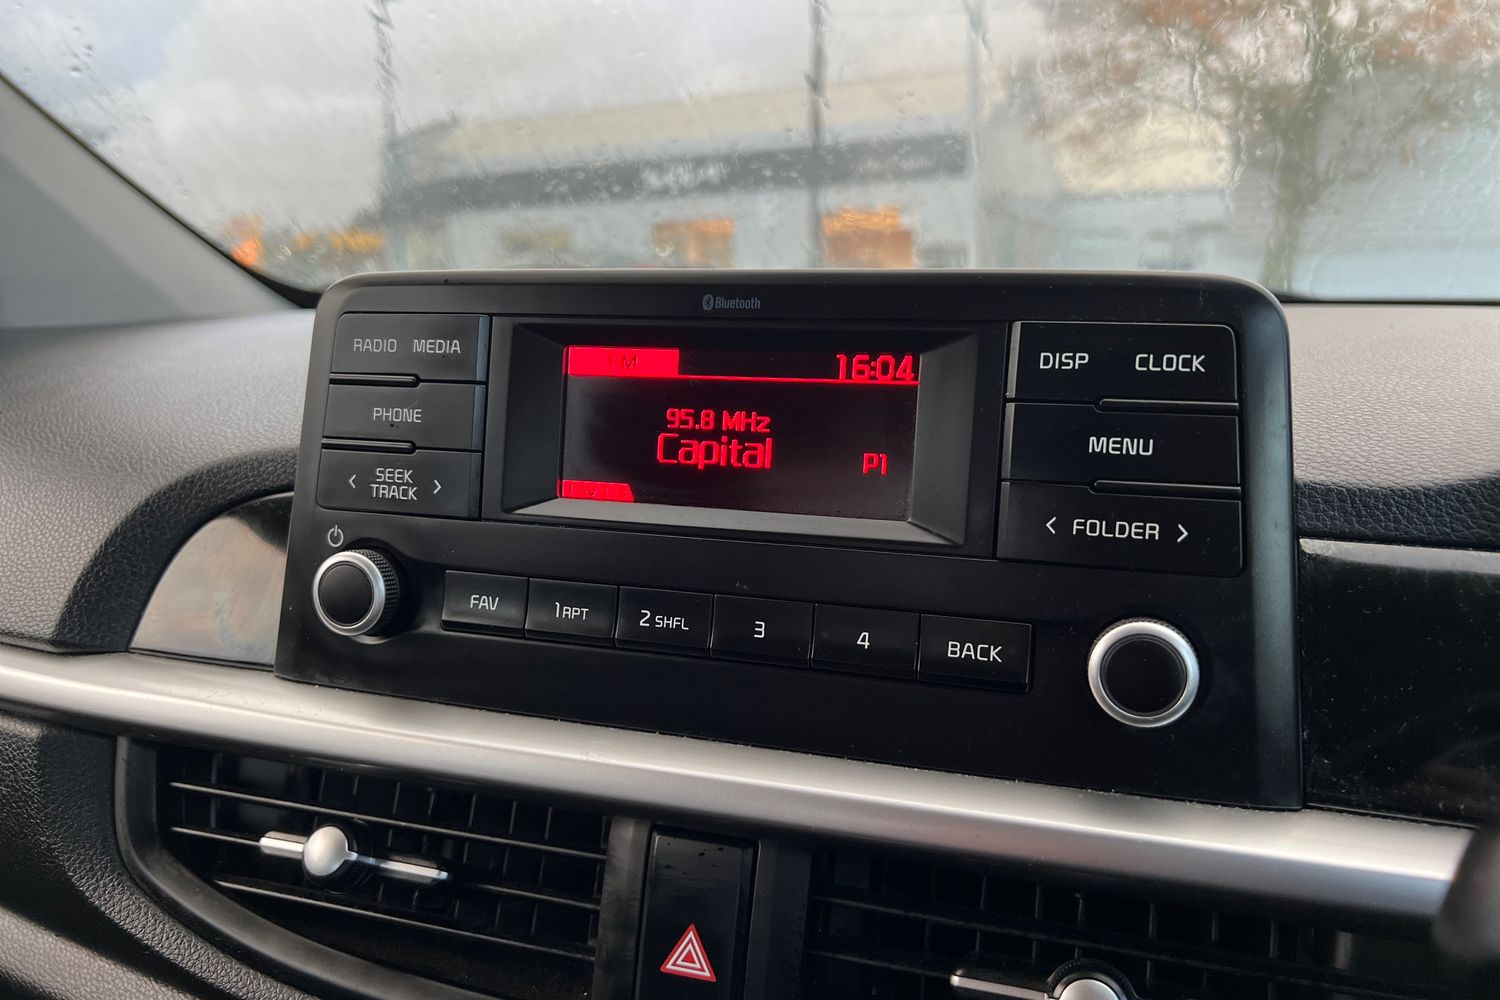 Bluetooth
RADIO MEDIA
PHONE
< SEEK TRACK >
FM
16:04
95.8 MHz
Capital
P1
DISP CLOCK
MENU
< FOLDER >
FAV
1 RPT
2 SHFL
3
4
BACK